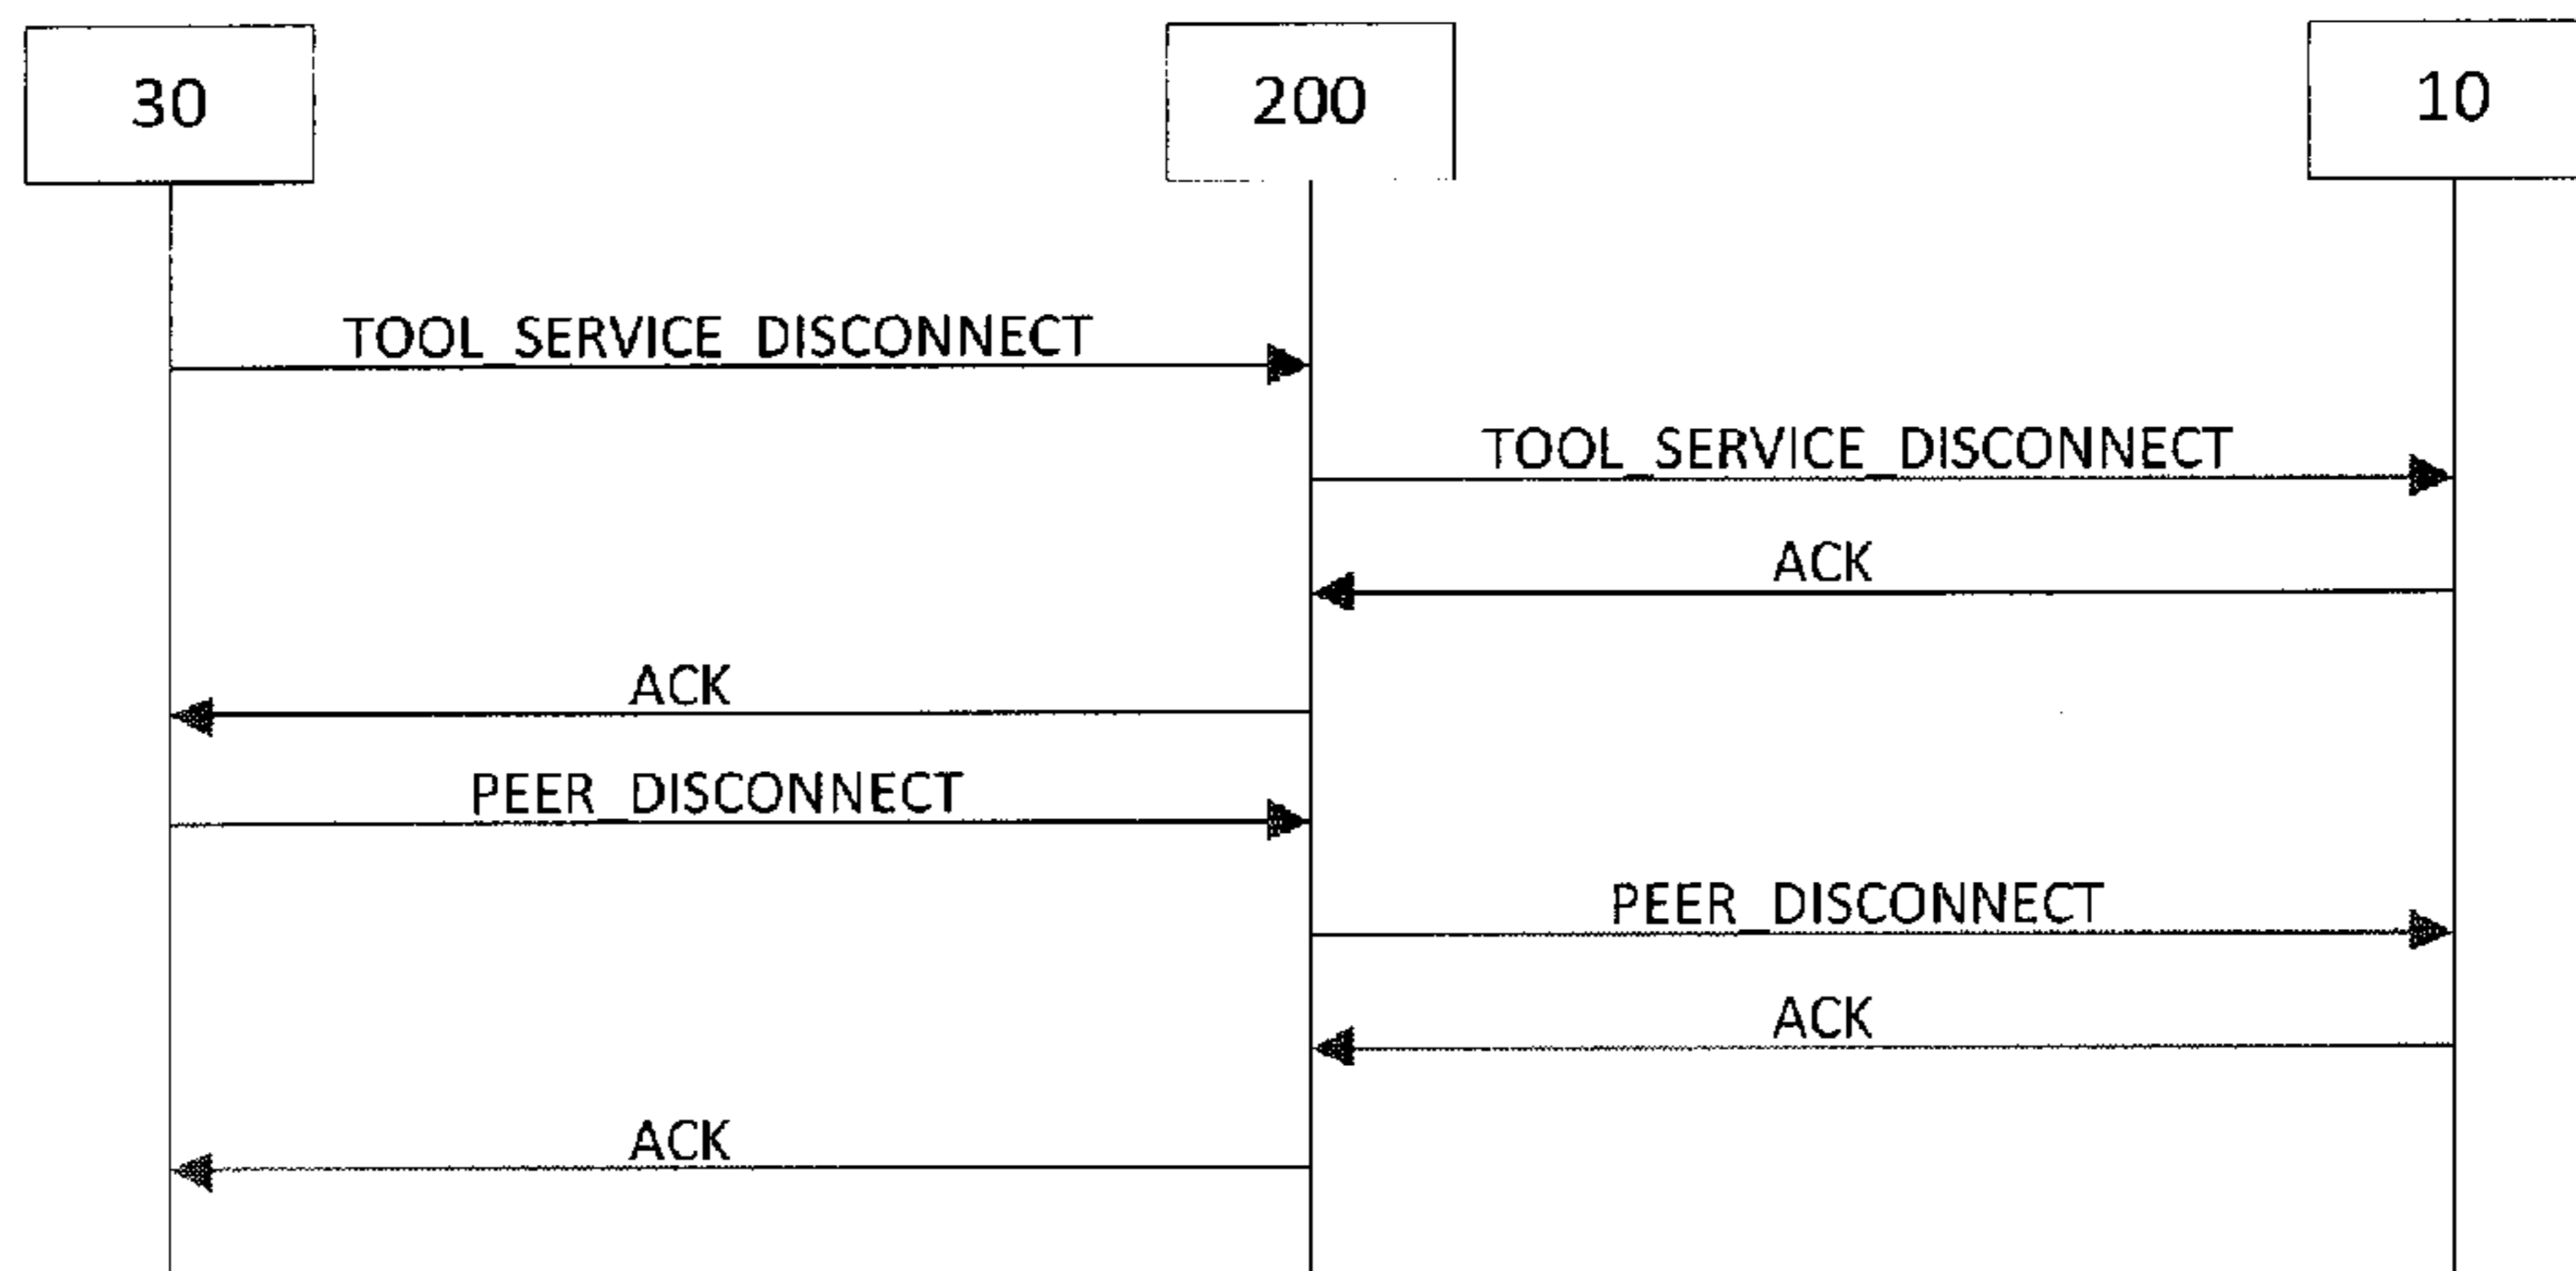 30
200
10
TOOL_SERVICE_DISCONNECT
TOOL_SERVICE_DISCONNECT
ACK
ACK
PEER_DISCONNECT
PEER_DISCONNECT
ACK
ACK